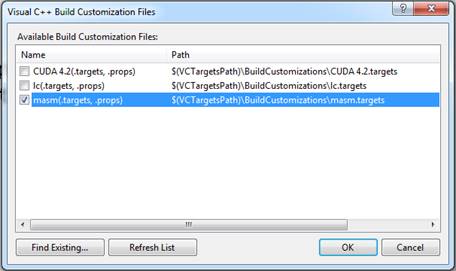 Visual C++ Build Customization Files
Available Build Customization Files:
Name Path
CUDA 4.2(.targets, .props) $(VCTargetsPath)\BuildCustomizations\CUDA 4.2.targets
lc(.targets, .props) $(VCTargetsPath)\BuildCustomizations\lc.targets
masm(.targets, .props) $(VCTargetsPath)\BuildCustomizations\masm.targets
Find Existing... Refresh List OK Cancel